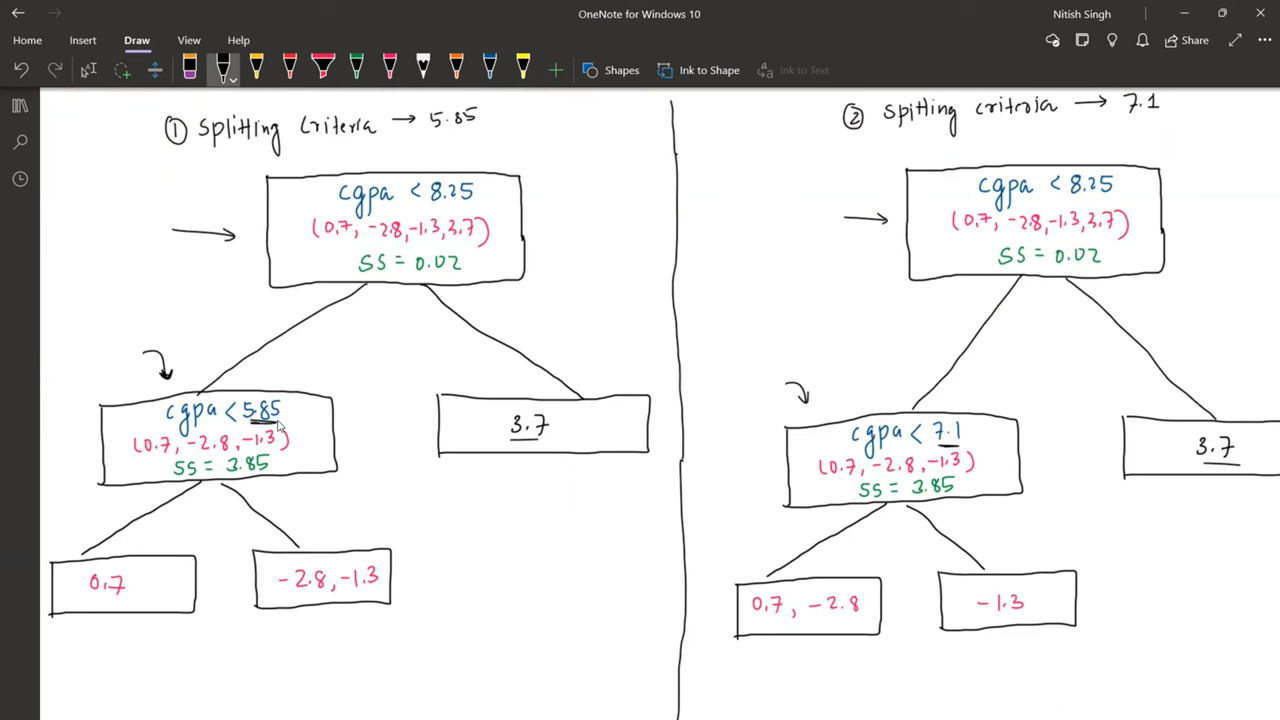 OneNote for Windows 10
Nitish Singh
Home
Insert
Draw
View
Help
Share
Shapes
Ink to Shape
Ink to Text
① Splitting Criteria → 5.85
cgpa < 8.25
(0.7, -2.8, -1.3, 3.7)
SS = 0.02
cgpa < 5.85
(0.7, -2.8, -1.3)
SS = 3.85
3.7
0.7
-2.8, -1.3
② Spitting criteria → 7.1
cgpa < 8.25
(0.7, -2.8, -1.3, 3.7)
SS = 0.02
cgpa < 7.1
(0.7, -2.8, -1.3)
SS = 3.85
3.7
0.7, -2.8
-1.3